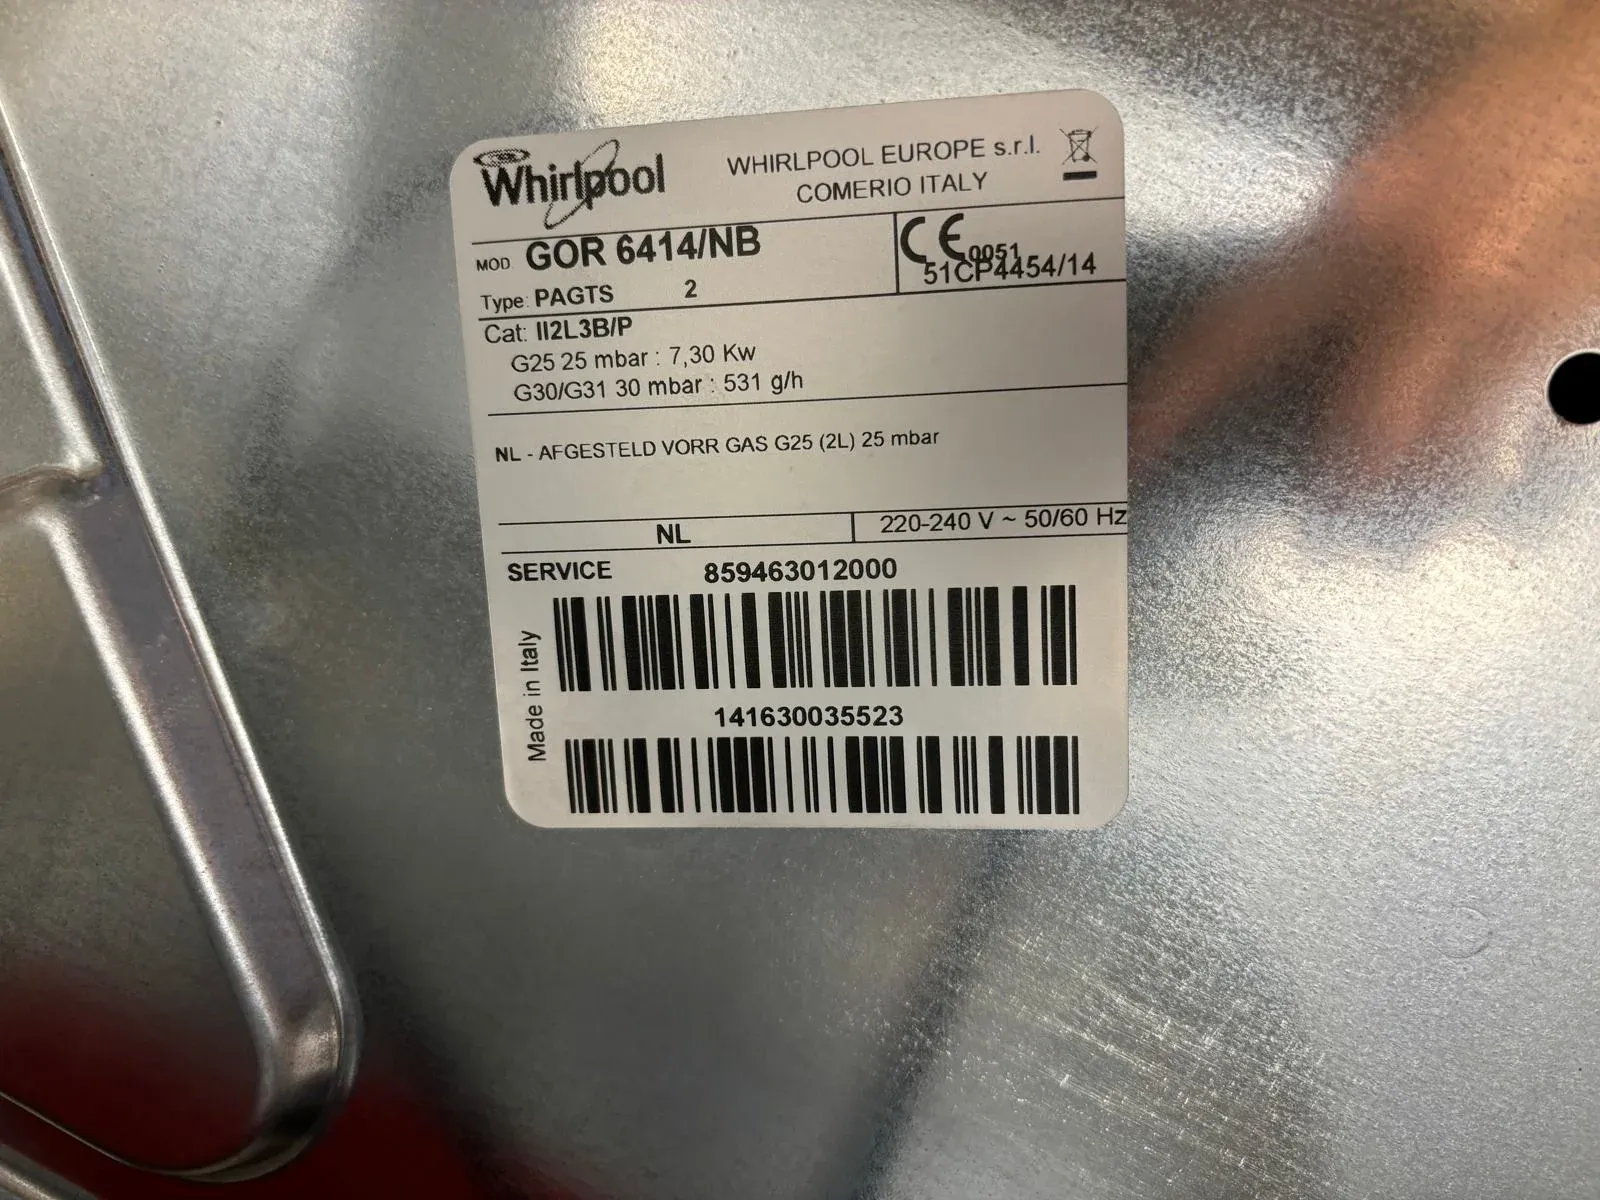 Whirlpool
WHIRLPOOL EUROPE s.r.l.
COMERIO ITALY
MOD GOR 6414/NB
CE 0051
51CP4454/14
Type: PAGTS 2
Cat: II2L3B/P
G25 25 mbar : 7,30 Kw
G30/G31 30 mbar : 531 g/h
NL - AFGESTELD VORR GAS G25 (2L) 25 mbar
NL 220-240 V ~ 50/60 Hz
SERVICE 859463012000
Made in Italy
141630035523